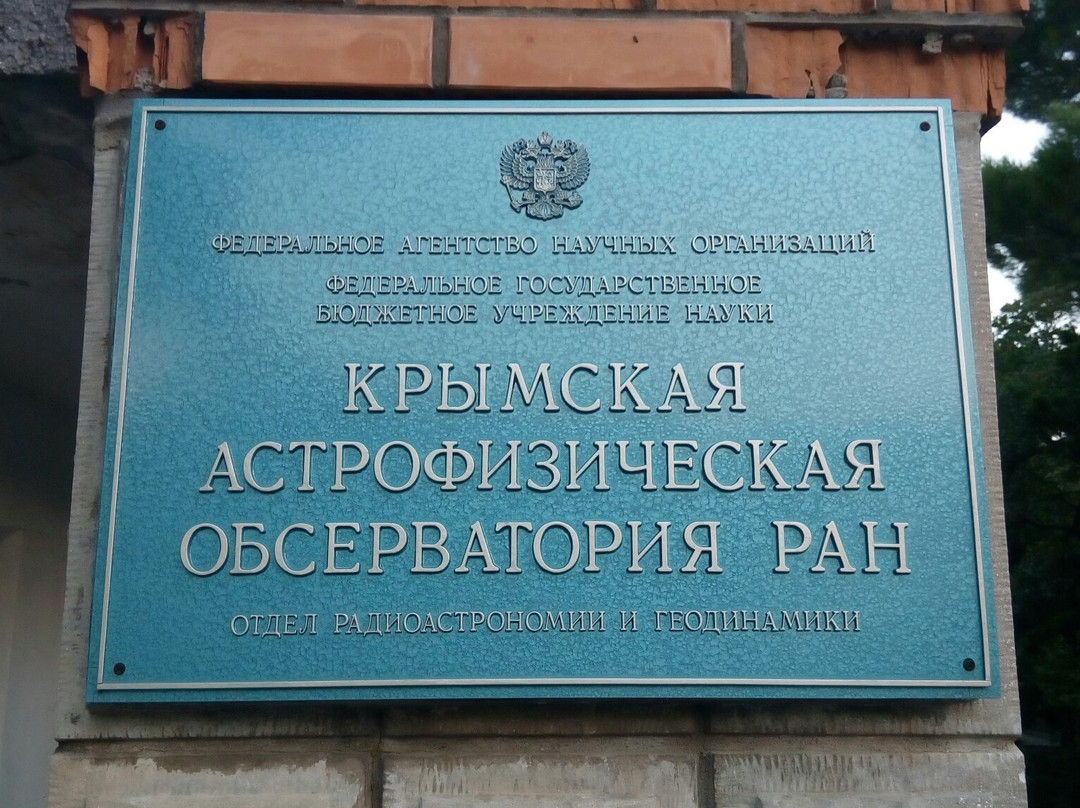 ФЕДЕРАЛЬНОЕ АГЕНТСТВО НАУЧНЫХ ОРГАНИЗАЦИЙ
ФЕДЕРАЛЬНОЕ ГОСУДАРСТВЕННОЕ
БЮДЖЕТНОЕ УЧРЕЖДЕНИЕ НАУКИ
КРЫМСКАЯ
АСТРОФИЗИЧЕСКАЯ
ОБСЕРВАТОРИЯ РАН
ОТДЕЛ РАДИОАСТРОНОМИИ И ГЕОДИНАМИКИ